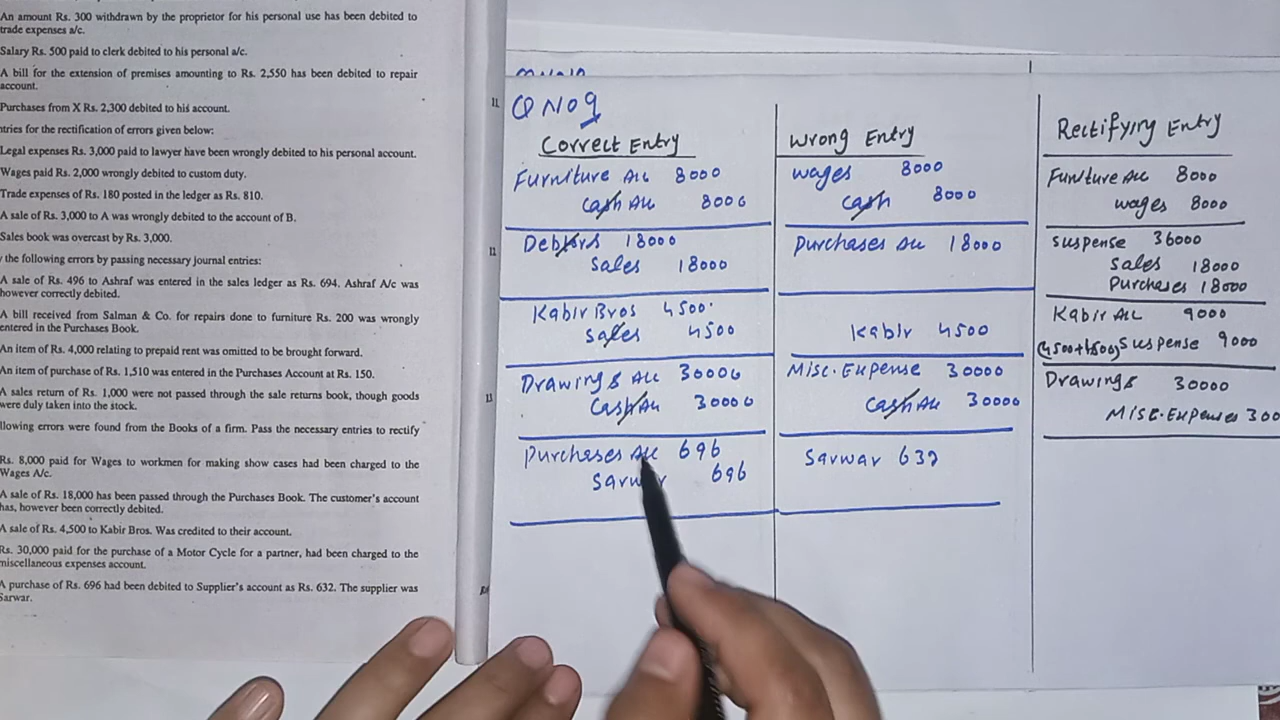 An amount Rs. 300 withdrawn by the proprietor for his personal use has been debited to
trade expenses a/c.
Salary Rs. 500 paid to clerk debited to his personal a/c.
A bill for the extension of premises amounting to Rs. 2,550 has been debited to repair
account.
Purchases from X Rs. 2,300 debited to his account.
ntries for the rectification of errors given below:
Legal expenses Rs. 3,000 paid to lawyer have been wrongly debited to his personal account.
Wages paid Rs. 2,000 wrongly debited to custom duty.
Trade expenses of Rs. 180 posted in the ledger as Rs. 810.
A sale of Rs. 3,000 to A was wrongly debited to the account of B.
Sales book was overcast by Rs. 3,000.
the following errors by passing necessary journal entries:
A sale of Rs. 496 to Ashraf was entered in the sales ledger as Rs. 694. Ashraf A/c was
however correctly debited.
A bill received from Salman & Co. for repairs done to furniture Rs. 200 was wrongly
entered in the Purchases Book.
An item of Rs. 4,000 relating to prepaid rent was omitted to be brought forward.
An item of purchase of Rs. 1,510 was entered in the Purchases Account at Rs. 150.
A sales return of Rs. 1,000 were not passed through the sale returns book, though goods
were duly taken into the stock.
llowing errors were found from the Books of a firm. Pass the necessary entries to rectify
Rs. 8,000 paid for Wages to workmen for making show cases had been charged to the
Wages A/c.
A sale of Rs. 18,000 has been passed through the Purchases Book. The customer's account
has, however been correctly debited.
A sale of Rs. 4,500 to Kabir Bros. Was credited to their account.
Rs. 30,000 paid for the purchase of a Motor Cycle for a partner, had been charged to the
miscellaneous expenses account.
A purchase of Rs. 696 had been debited to Supplier's account as Rs. 632. The supplier was
Sarwar.
11
11
13
Q NO 9
Correct Entry
Furniture A/c 8000
Cash A/c 8000
Debtors 18000
Sales 18000
Kabir Bros 4500
Sales 4500
Drawings A/c 30000
Cash A/c 30000
Purchases A/c 696
Sarwar 696
Wrong Entry
wages 8000
Cash 8000
Purchases A/c 18000
Kabir 4500
Misc. Expense 30000
Cash A/c 30000
Sarwar 632
Rectifying Entry
Funiture A/c 8000
wages 8000
suspense 36000
Sales 18000
Purchases 18000
Kabir A/c 9000
(4500+4500) Suspense 9000
Drawings 30000
Misc. Expenses 300